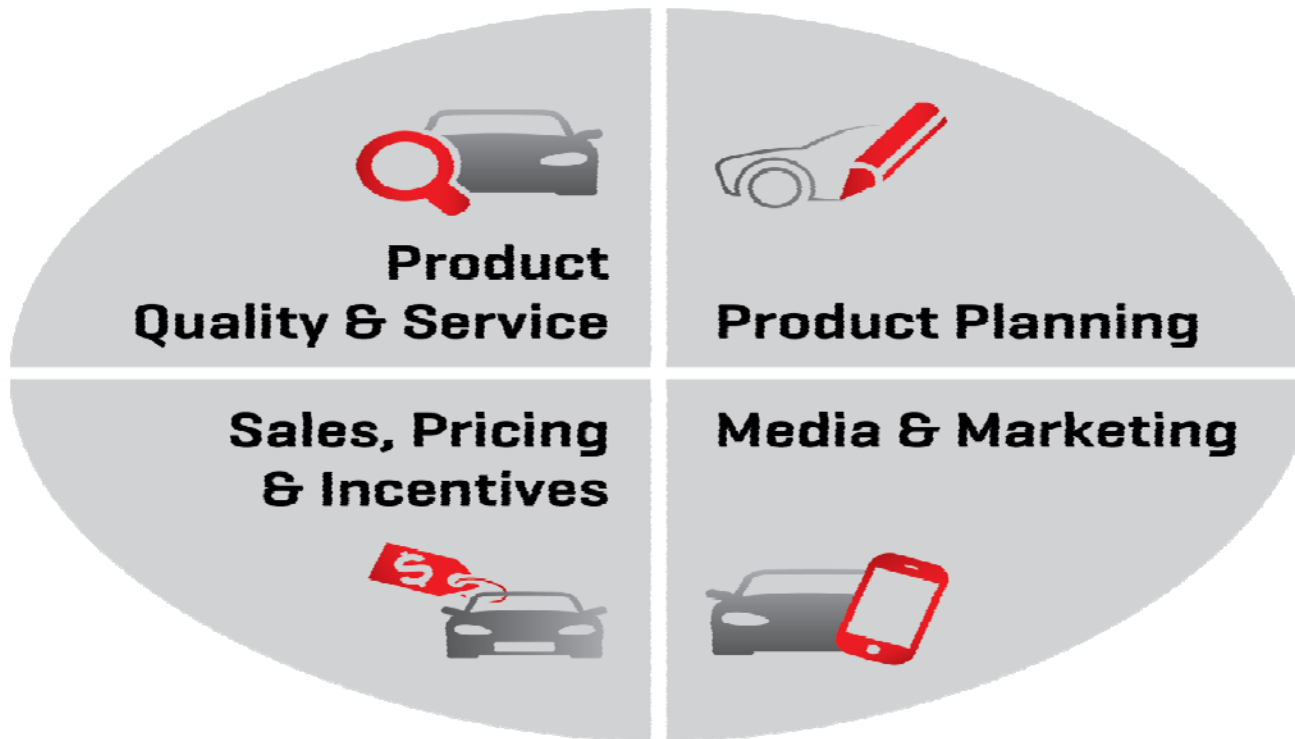 Product
Quality & Service
Product Planning
Sales, Pricing
& Incentives
Media & Marketing
$